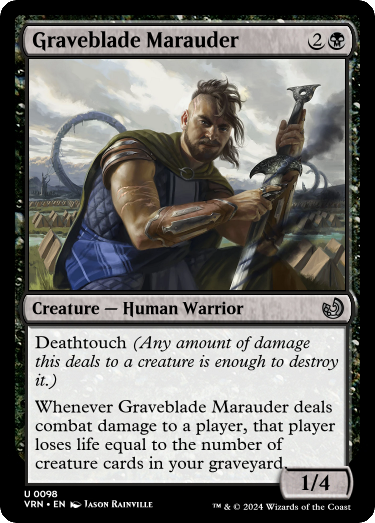 Graveblade Marauder 2
Creature — Human Warrior
Deathtouch (Any amount of damage
this deals to a creature is enough to destroy
it.)
Whenever Graveblade Marauder deals
combat damage to a player, that player
loses life equal to the number of
creature cards in your graveyard.
1/4
U 0098
VRN • EN Jason Rainville
™ & © 2024 Wizards of the Coast